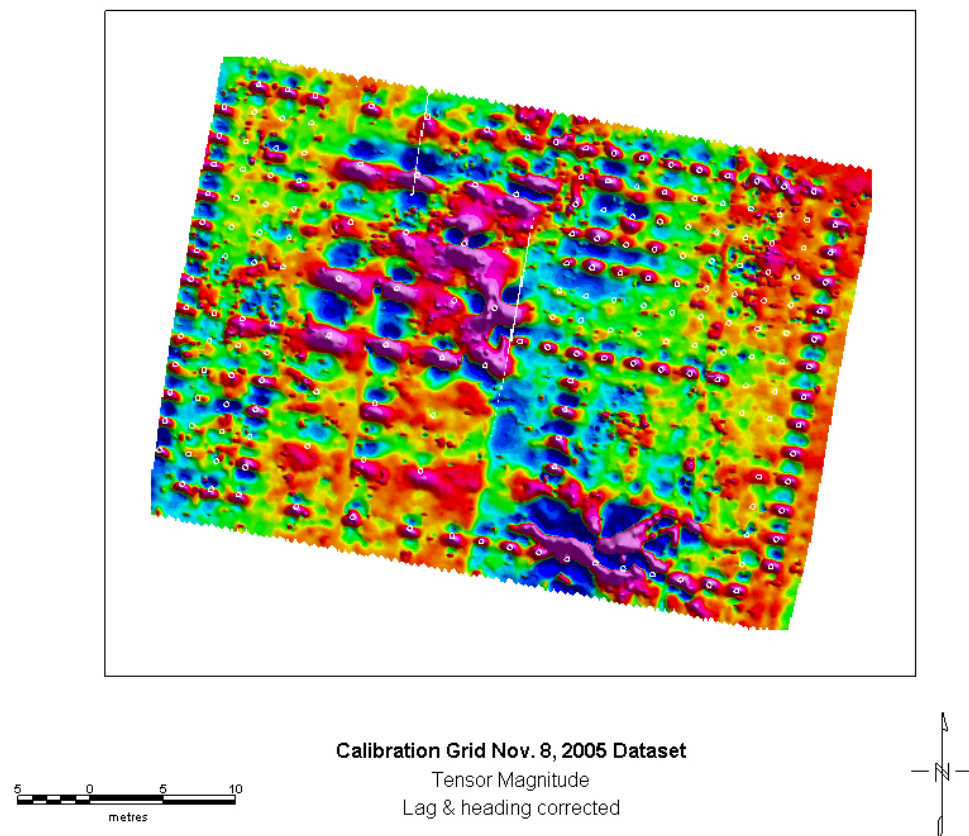 Calibration Grid Nov. 8, 2005 Dataset
Tensor Magnitude
Lag & heading corrected
5 0 5 10
metres
N